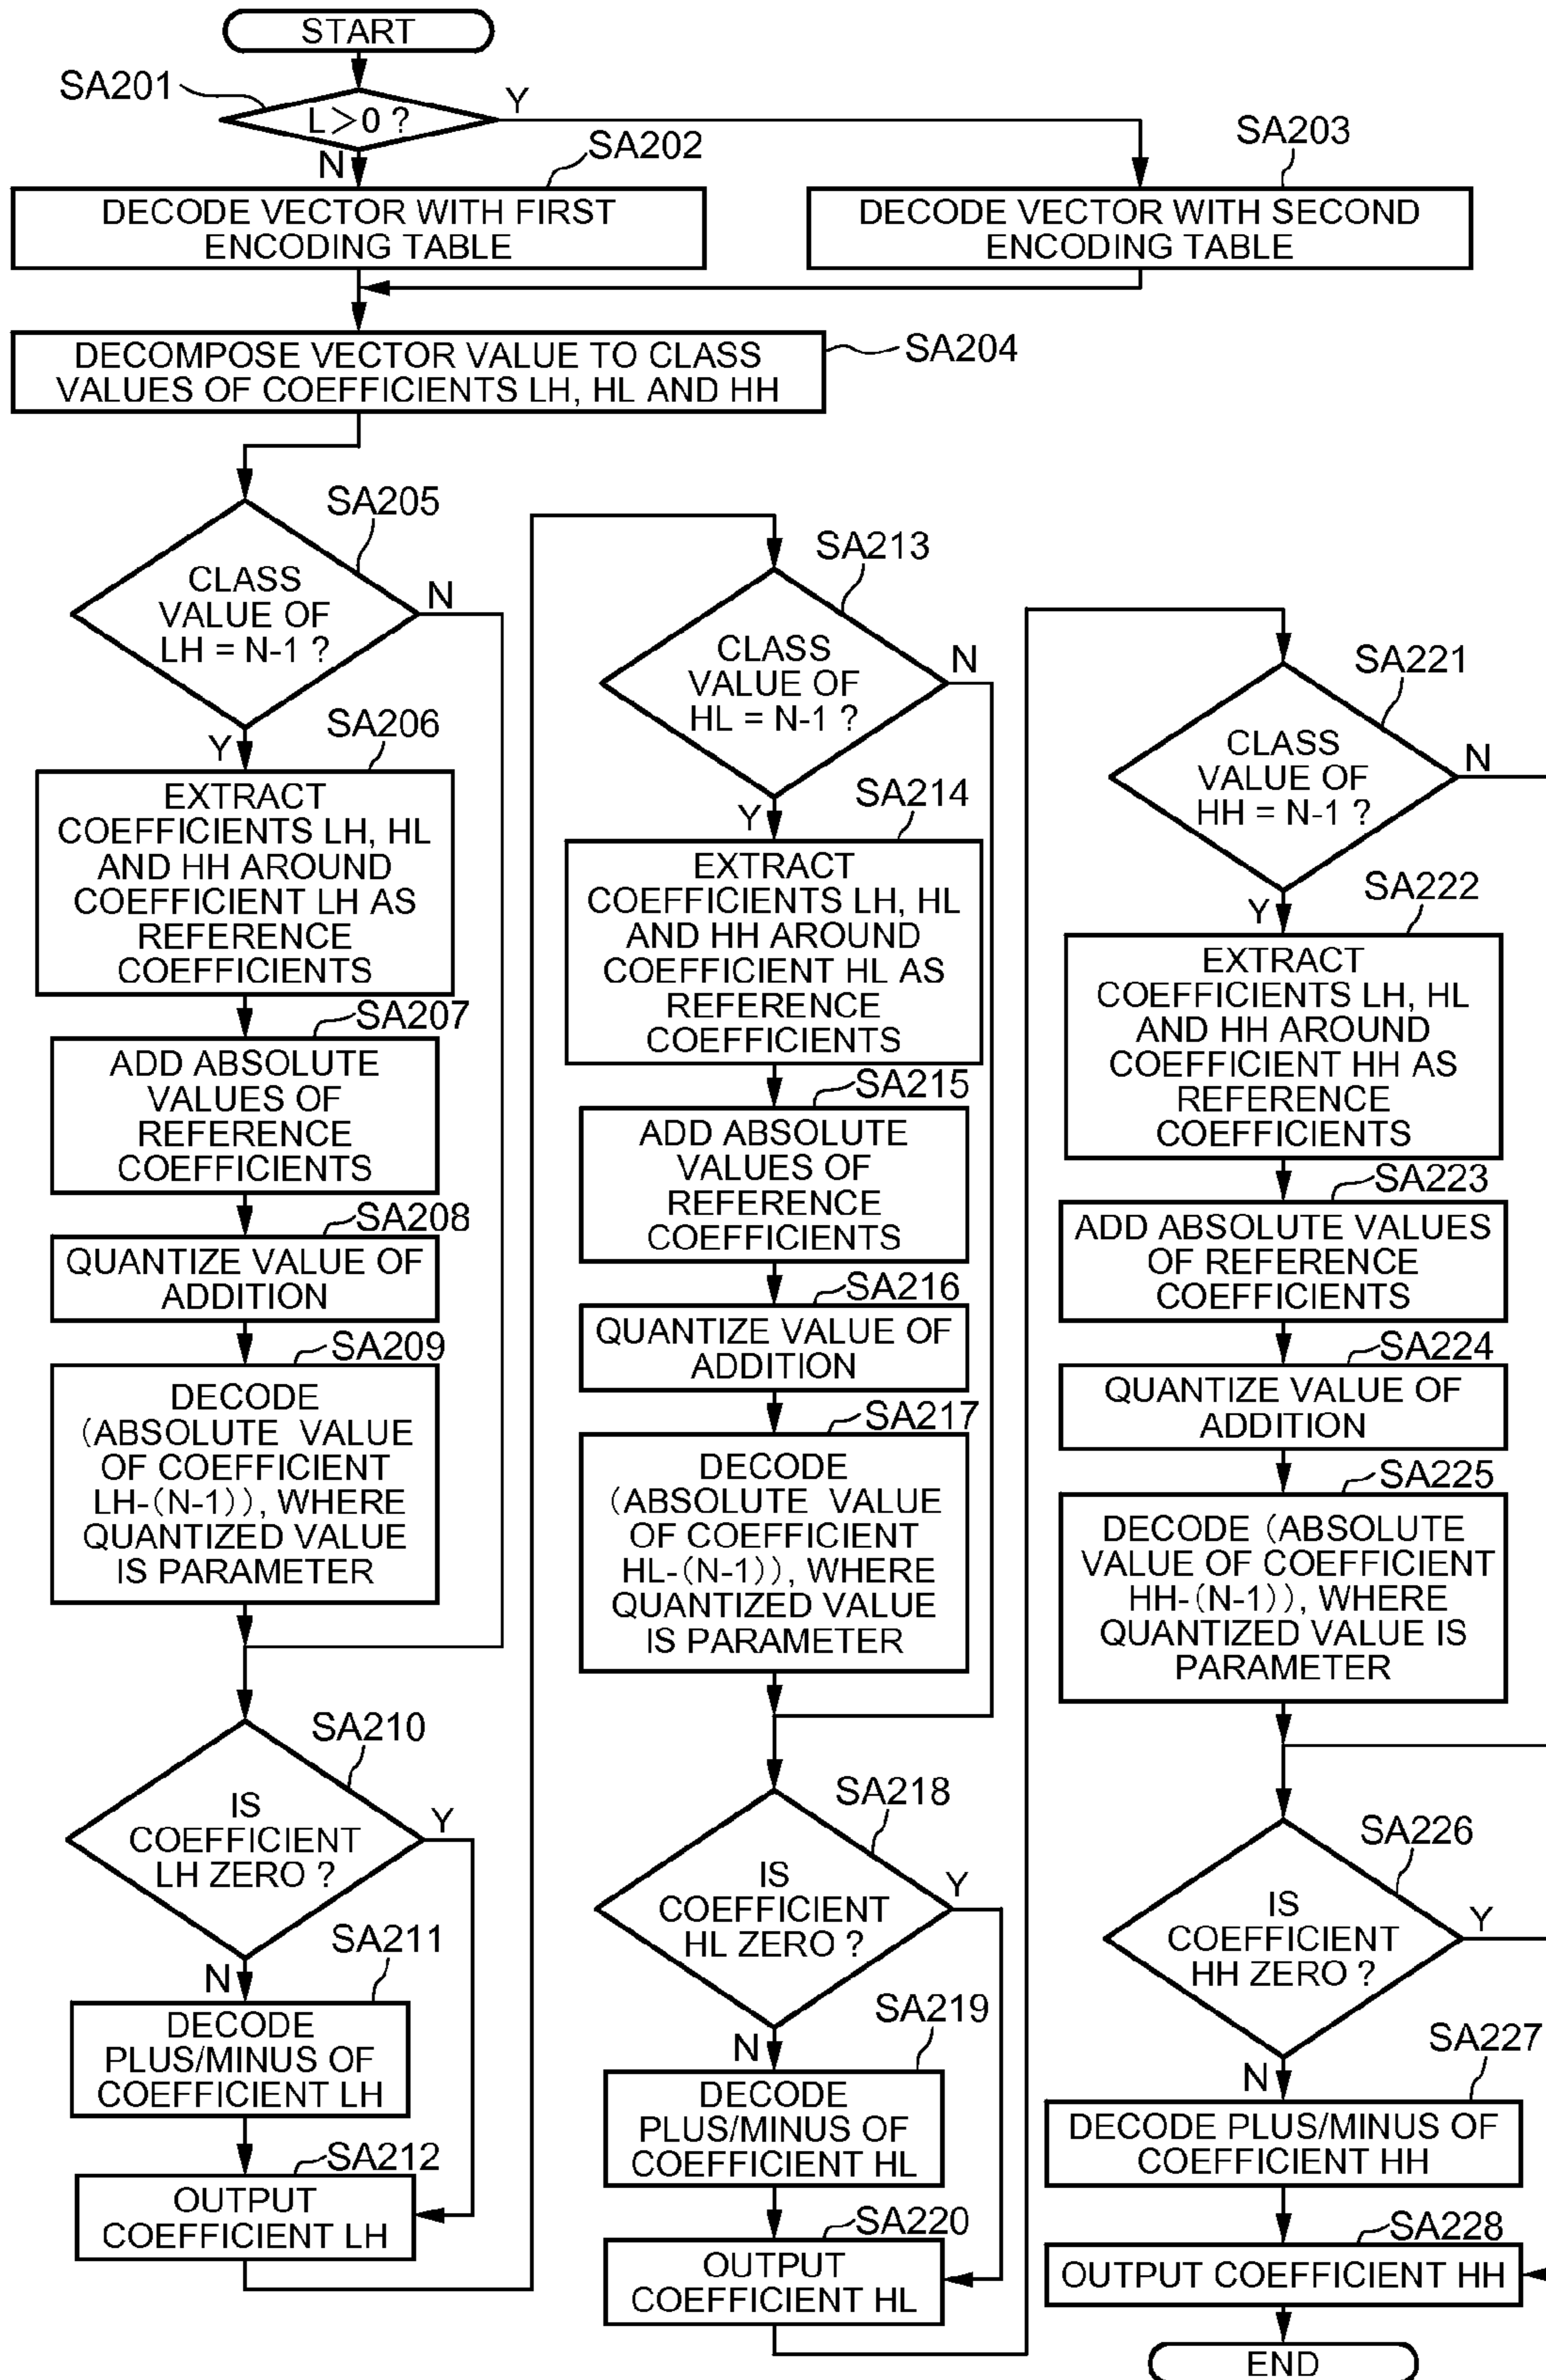 START
SA201
L>0 ?
Y
N
SA202
SA203
DECODE VECTOR WITH FIRST
ENCODING TABLE
DECODE VECTOR WITH SECOND
ENCODING TABLE
DECOMPOSE VECTOR VALUE TO CLASS
VALUES OF COEFFICIENTS LH, HL AND HH
SA204
SA205
CLASS
VALUE OF
LH = N-1 ?
N
Y
SA206
EXTRACT
COEFFICIENTS LH, HL
AND HH AROUND
COEFFICIENT LH AS
REFERENCE
COEFFICIENTS
SA207
ADD ABSOLUTE
VALUES OF
REFERENCE
COEFFICIENTS
SA208
QUANTIZE VALUE OF
ADDITION
SA209
DECODE
(ABSOLUTE VALUE
OF COEFFICIENT
LH-(N-1)), WHERE
QUANTIZED VALUE
IS PARAMETER
SA210
IS
COEFFICIENT
LH ZERO ?
Y
N
SA211
DECODE
PLUS/MINUS OF
COEFFICIENT LH
SA212
OUTPUT
COEFFICIENT LH
SA213
CLASS
VALUE OF
HL = N-1 ?
N
Y
SA214
EXTRACT
COEFFICIENTS LH, HL
AND HH AROUND
COEFFICIENT HL AS
REFERENCE
COEFFICIENTS
SA215
ADD ABSOLUTE
VALUES OF
REFERENCE
COEFFICIENTS
SA216
QUANTIZE VALUE OF
ADDITION
SA217
DECODE
(ABSOLUTE VALUE
OF COEFFICIENT
HL-(N-1)), WHERE
QUANTIZED VALUE
IS PARAMETER
SA218
IS
COEFFICIENT
HL ZERO ?
Y
N
SA219
DECODE
PLUS/MINUS OF
COEFFICIENT HL
SA220
OUTPUT
COEFFICIENT HL
SA221
CLASS
VALUE OF
HH = N-1 ?
N
Y
SA222
EXTRACT
COEFFICIENTS LH, HL
AND HH AROUND
COEFFICIENT HH AS
REFERENCE
COEFFICIENTS
SA223
ADD ABSOLUTE VALUES
OF REFERENCE
COEFFICIENTS
SA224
QUANTIZE VALUE OF
ADDITION
SA225
DECODE (ABSOLUTE
VALUE OF COEFFICIENT
HH-(N-1)), WHERE
QUANTIZED VALUE IS
PARAMETER
SA226
IS
COEFFICIENT
HH ZERO ?
Y
N
SA227
DECODE PLUS/MINUS OF
COEFFICIENT HH
SA228
OUTPUT COEFFICIENT HH
END